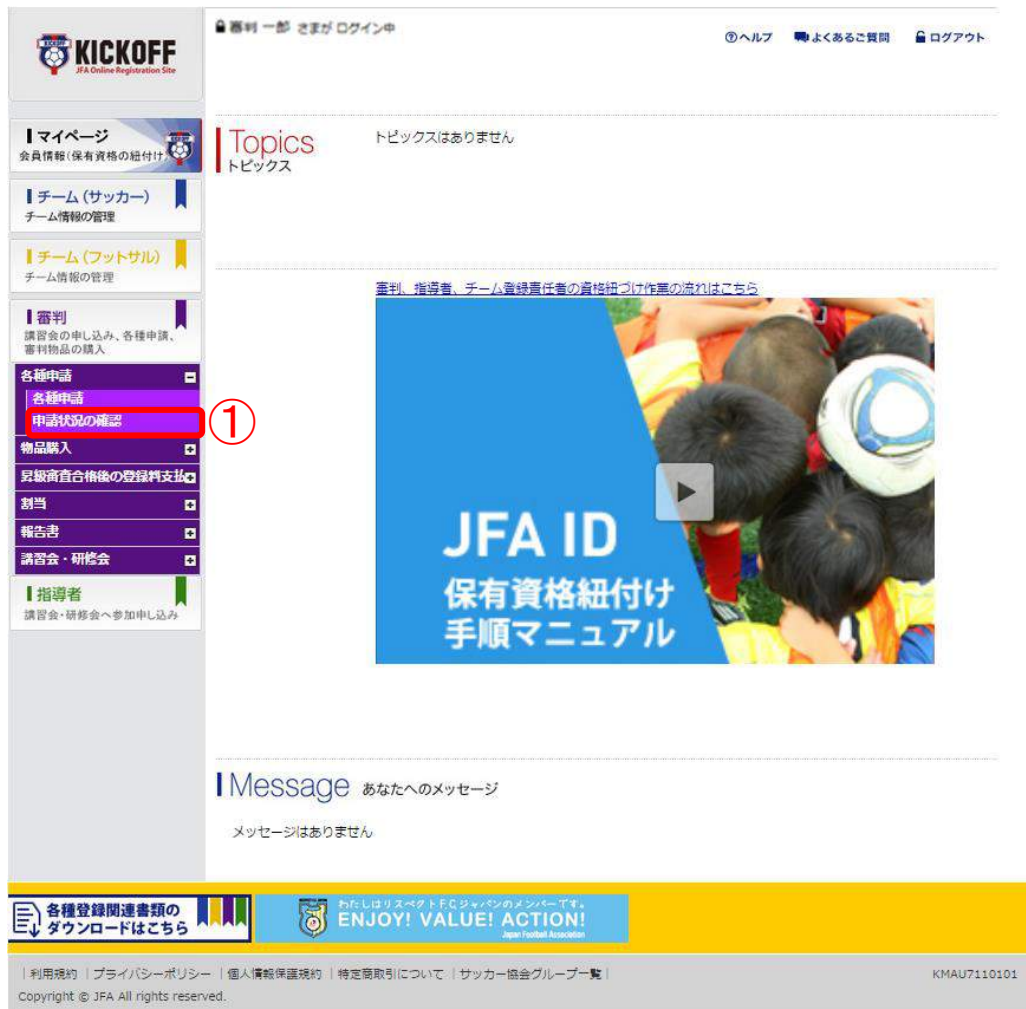 KICKOFF
JFA Online Registration Site
審判 一郎 さまが ログイン中
ヘルプ
よくあるご質問
ログアウト
マイページ
会員情報(保有資格の紐付け)
チーム (サッカー)
チーム情報の管理
チーム (フットサル)
チーム情報の管理
審判
講習会の申し込み、各種申請、
審判物品の購入
各種申請
各種申請
申請状況の確認
①
物品購入
昇級審査合格後の登録料支払
割当
報告書
講習会・研修会
指導者
講習会・研修会へ参加申し込み
Topics
トピックス
トピックスはありません
審判、指導者、チーム登録責任者の資格紐づけ作業の流れはこちら
JFA ID
保有資格紐付け
手順マニュアル
Message あなたへのメッセージ
メッセージはありません
各種登録関連書類の
ダウンロードはこちら
わたしはリスペクトF.C.ジャパンのメンバーです。
ENJOY! VALUE! ACTION!
Japan Football Association
｜利用規約 ｜プライバシーポリシー ｜個人情報保護規約 ｜特定商取引について ｜サッカー協会グループ一覧｜
KMAU7110101
Copyright © JFA All rights reserved.